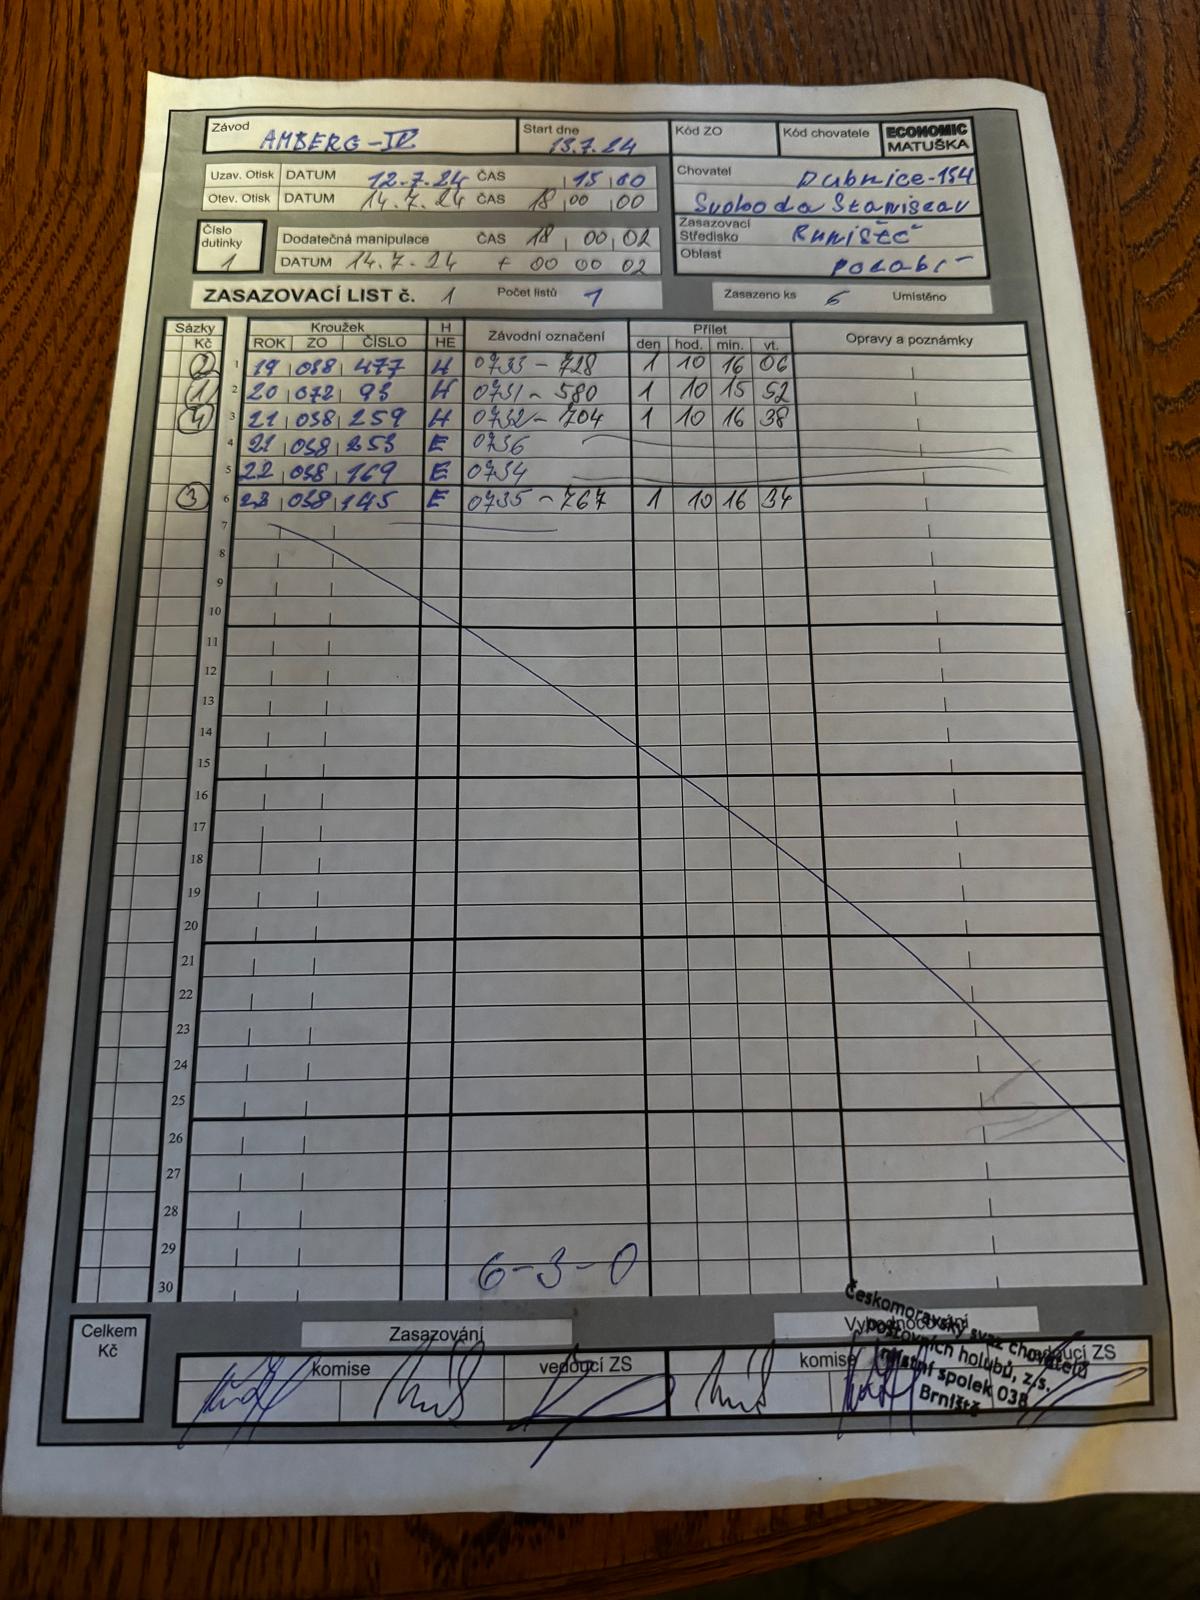 Závod AMBERG-IV Start dne 13.7.24 Kód ZO Kód chovatele ECONOMIC MATUŠKA
Uzav. Otisk DATUM 12.7.24 ČAS 15 00
Otev. Otisk DATUM 14.7.24 ČAS 18 00 00
Chovatel Dubnice-154
Svoboda Stanislav
Číslo dutinky 1
Dodatečná manipulace ČAS 18 00 02
DATUM 14.7.24 + 00 00 02
Zasazovací Středisko
Oblast
ZASAZOVACÍ LIST č. 1 Počet listů 1 Zasazeno ks 6 Umístěno
Sázky Kroužek H Závodní označení Přílet Opravy a poznámky
Kč ROK ZO ČÍSLO HE den hod. min. vt.
2 1 19 038 477 H 0733-728 1 10 16 06
1 2 20 072 93 H 0731-580 1 10 15 52
4 3 21 038 259 H 0732-704 1 10 16 38
4 21 038 253 E 0736
5 22 038 169 E 0734
3 6 23 038 145 E 0735-767 1 10 16 34
7
8
9
10
11
12
13
14
15
16
17
18
19
20
21
22
23
24
25
26
27
28
29
30
6-3-0
Celkem Kč
Zasazování
komise vedoucí ZS
Vyhodnocování
komise vedoucí ZS
Českomoravský svaz chovatelů
poštovních holubů, z.s.
místní spolek 038
Brniště